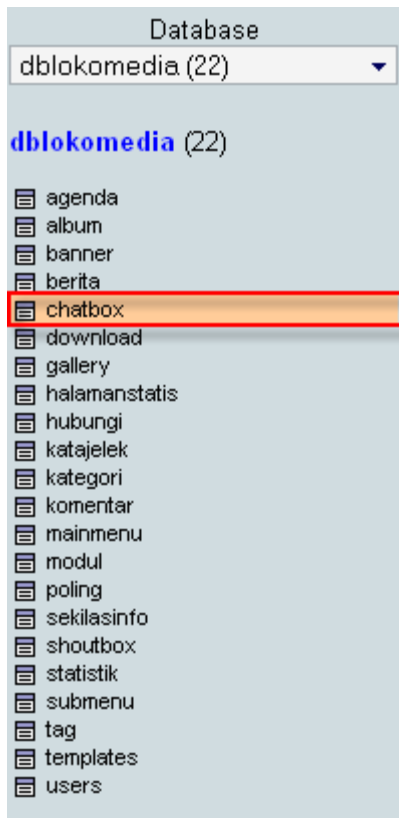 Database
dblokomedia (22)
dblokomedia (22)
agenda
album
banner
berita
chatbox
download
gallery
halamanstatis
hubungi
katajelek
kategori
komentar
mainmenu
modul
poling
sekilasinfo
shoutbox
statistik
submenu
tag
templates
users